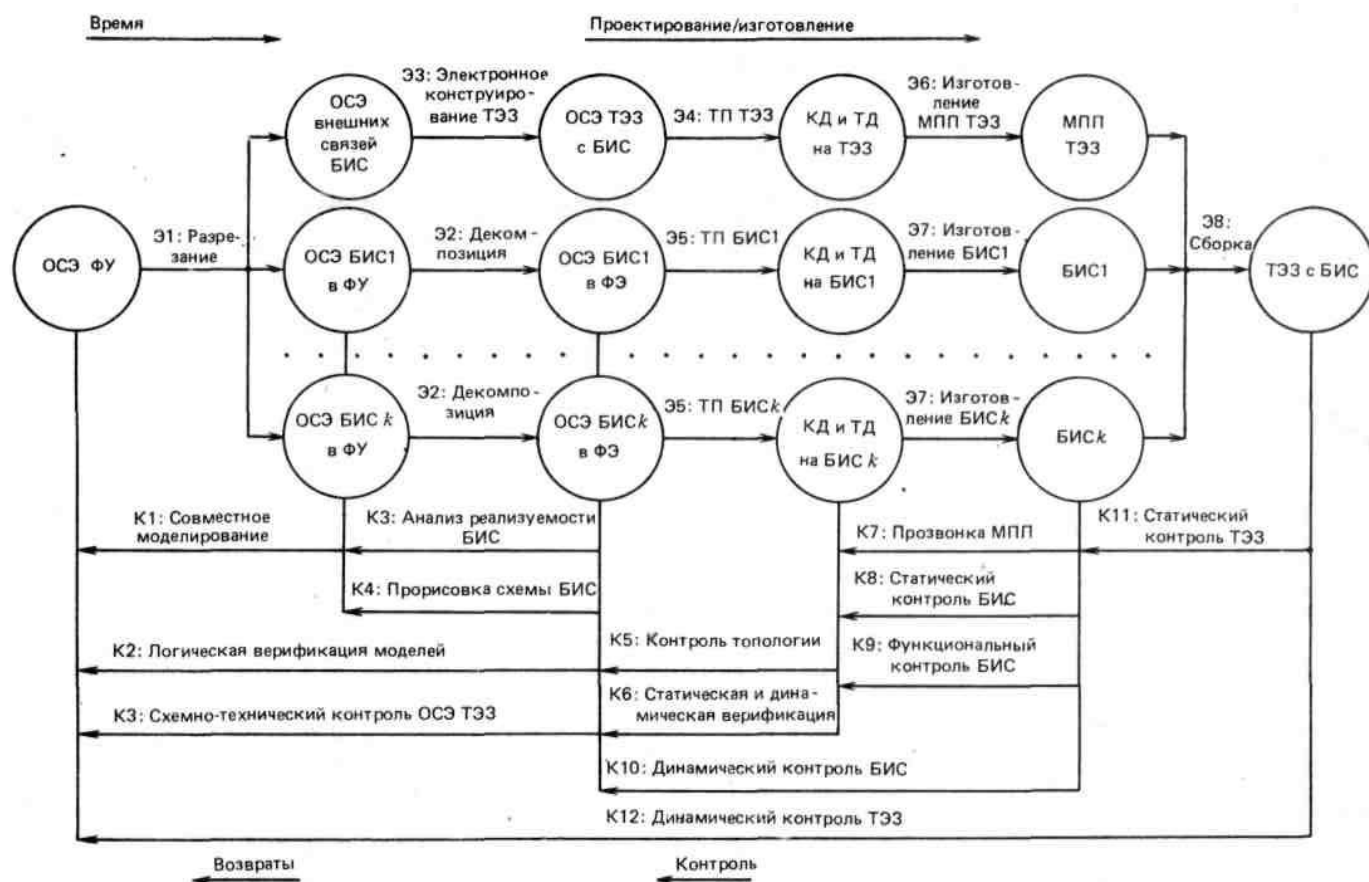 Время
Проектирование/изготовление
ОСЭ
внешних
связей
БИС
Э3: Электронное
конструиро-
вание ТЭЗ
ОСЭ ТЭЗ
с БИС
Э4: ТП ТЭЗ
КД и ТД
на ТЭЗ
Э6: Изготов-
ление
МПП ТЭЗ
МПП
ТЭЗ
ОСЭ ФУ
Э1: Разре-
зание
ОСЭ БИС1
в ФУ
Э2: Деком-
позиция
ОСЭ БИС1
в ФЭ
Э5: ТП БИС1
КД и ТД
на БИС1
Э7: Изготов-
ление БИС1
БИС1
Э8:
Сборка
ТЭЗ с БИС
ОСЭ БИС k
в ФУ
Э2: Декомпо-
зиция
ОСЭ БИСk
в ФЭ
Э5: ТП БИСk
КД и ТД
на БИС k
Э7: Изготов-
ление БИСk
БИСk
К1: Совместное
моделирование
К3: Анализ реализуемости
БИС
К7: Прозвонка МПП
К11: Статический
контроль ТЭЗ
К4: Прорисовка схемы БИС
К8: Статический
контроль БИС
К2: Логическая верификация моделей
К5: Контроль топологии
К9: Функциональный
контроль БИС
К3: Схемно-технический контроль ОСЭ ТЭЗ
К6: Статическая и дина-
мическая верификация
К10: Динамический контроль БИС
К12: Динамический контроль ТЭЗ
Возвраты
Контроль